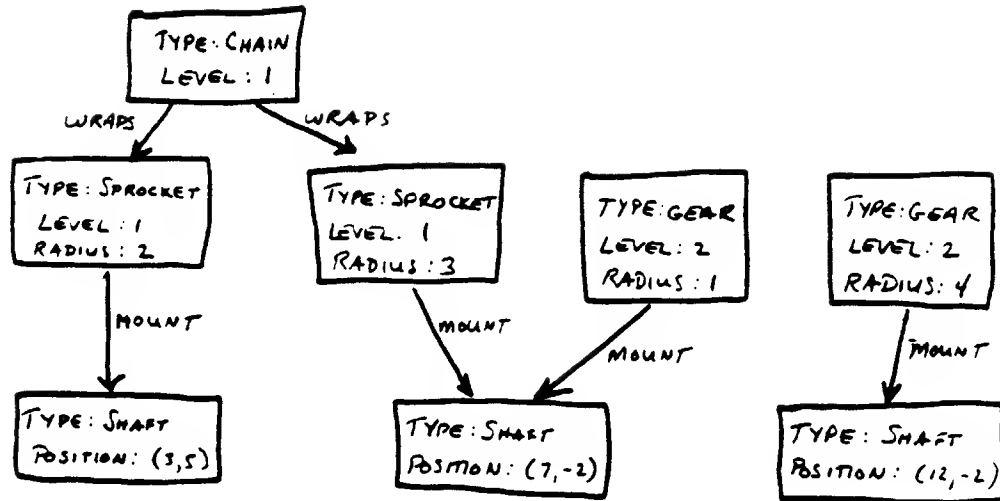 TYPE: CHAIN
LEVEL: 1
WRAPS
WRAPS
TYPE: SPROCKET
LEVEL: 1
RADIUS: 2
TYPE: SPROCKET
LEVEL. 1
RADIUS: 3
TYPE: GEAR
LEVEL: 2
RADIUS: 1
TYPE: GEAR
LEVEL: 2
RADIUS: 4
MOUNT
MOUNT
MOUNT
MOUNT
TYPE: SHAFT
POSITION: (3,5)
TYPE: SHAFT
POSITION: (7,-2)
TYPE: SHAFT
POSITION: (12,-2)